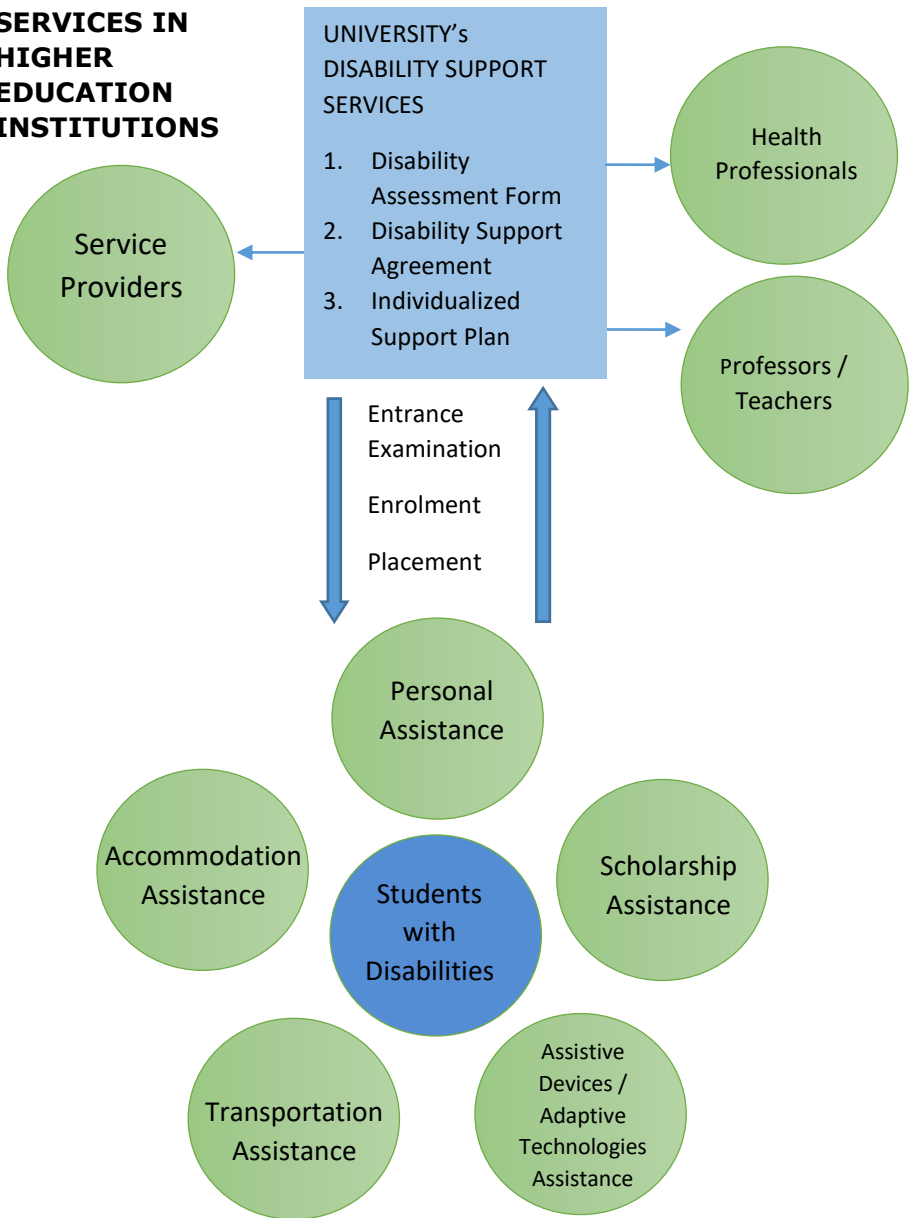 SERVICES IN
HIGHER
EDUCATION
INSTITUTIONS
UNIVERSITY's
DISABILITY SUPPORT
SERVICES
1. Disability
Assessment Form
2. Disability Support
Agreement
3. Individualized
Support Plan
Health
Professionals
Service
Providers
Professors /
Teachers
Entrance
Examination
Enrolment
Placement
Personal
Assistance
Accommodation
Assistance
Scholarship
Assistance
Students
with
Disabilities
Transportation
Assistance
Assistive
Devices /
Adaptive
Technologies
Assistance